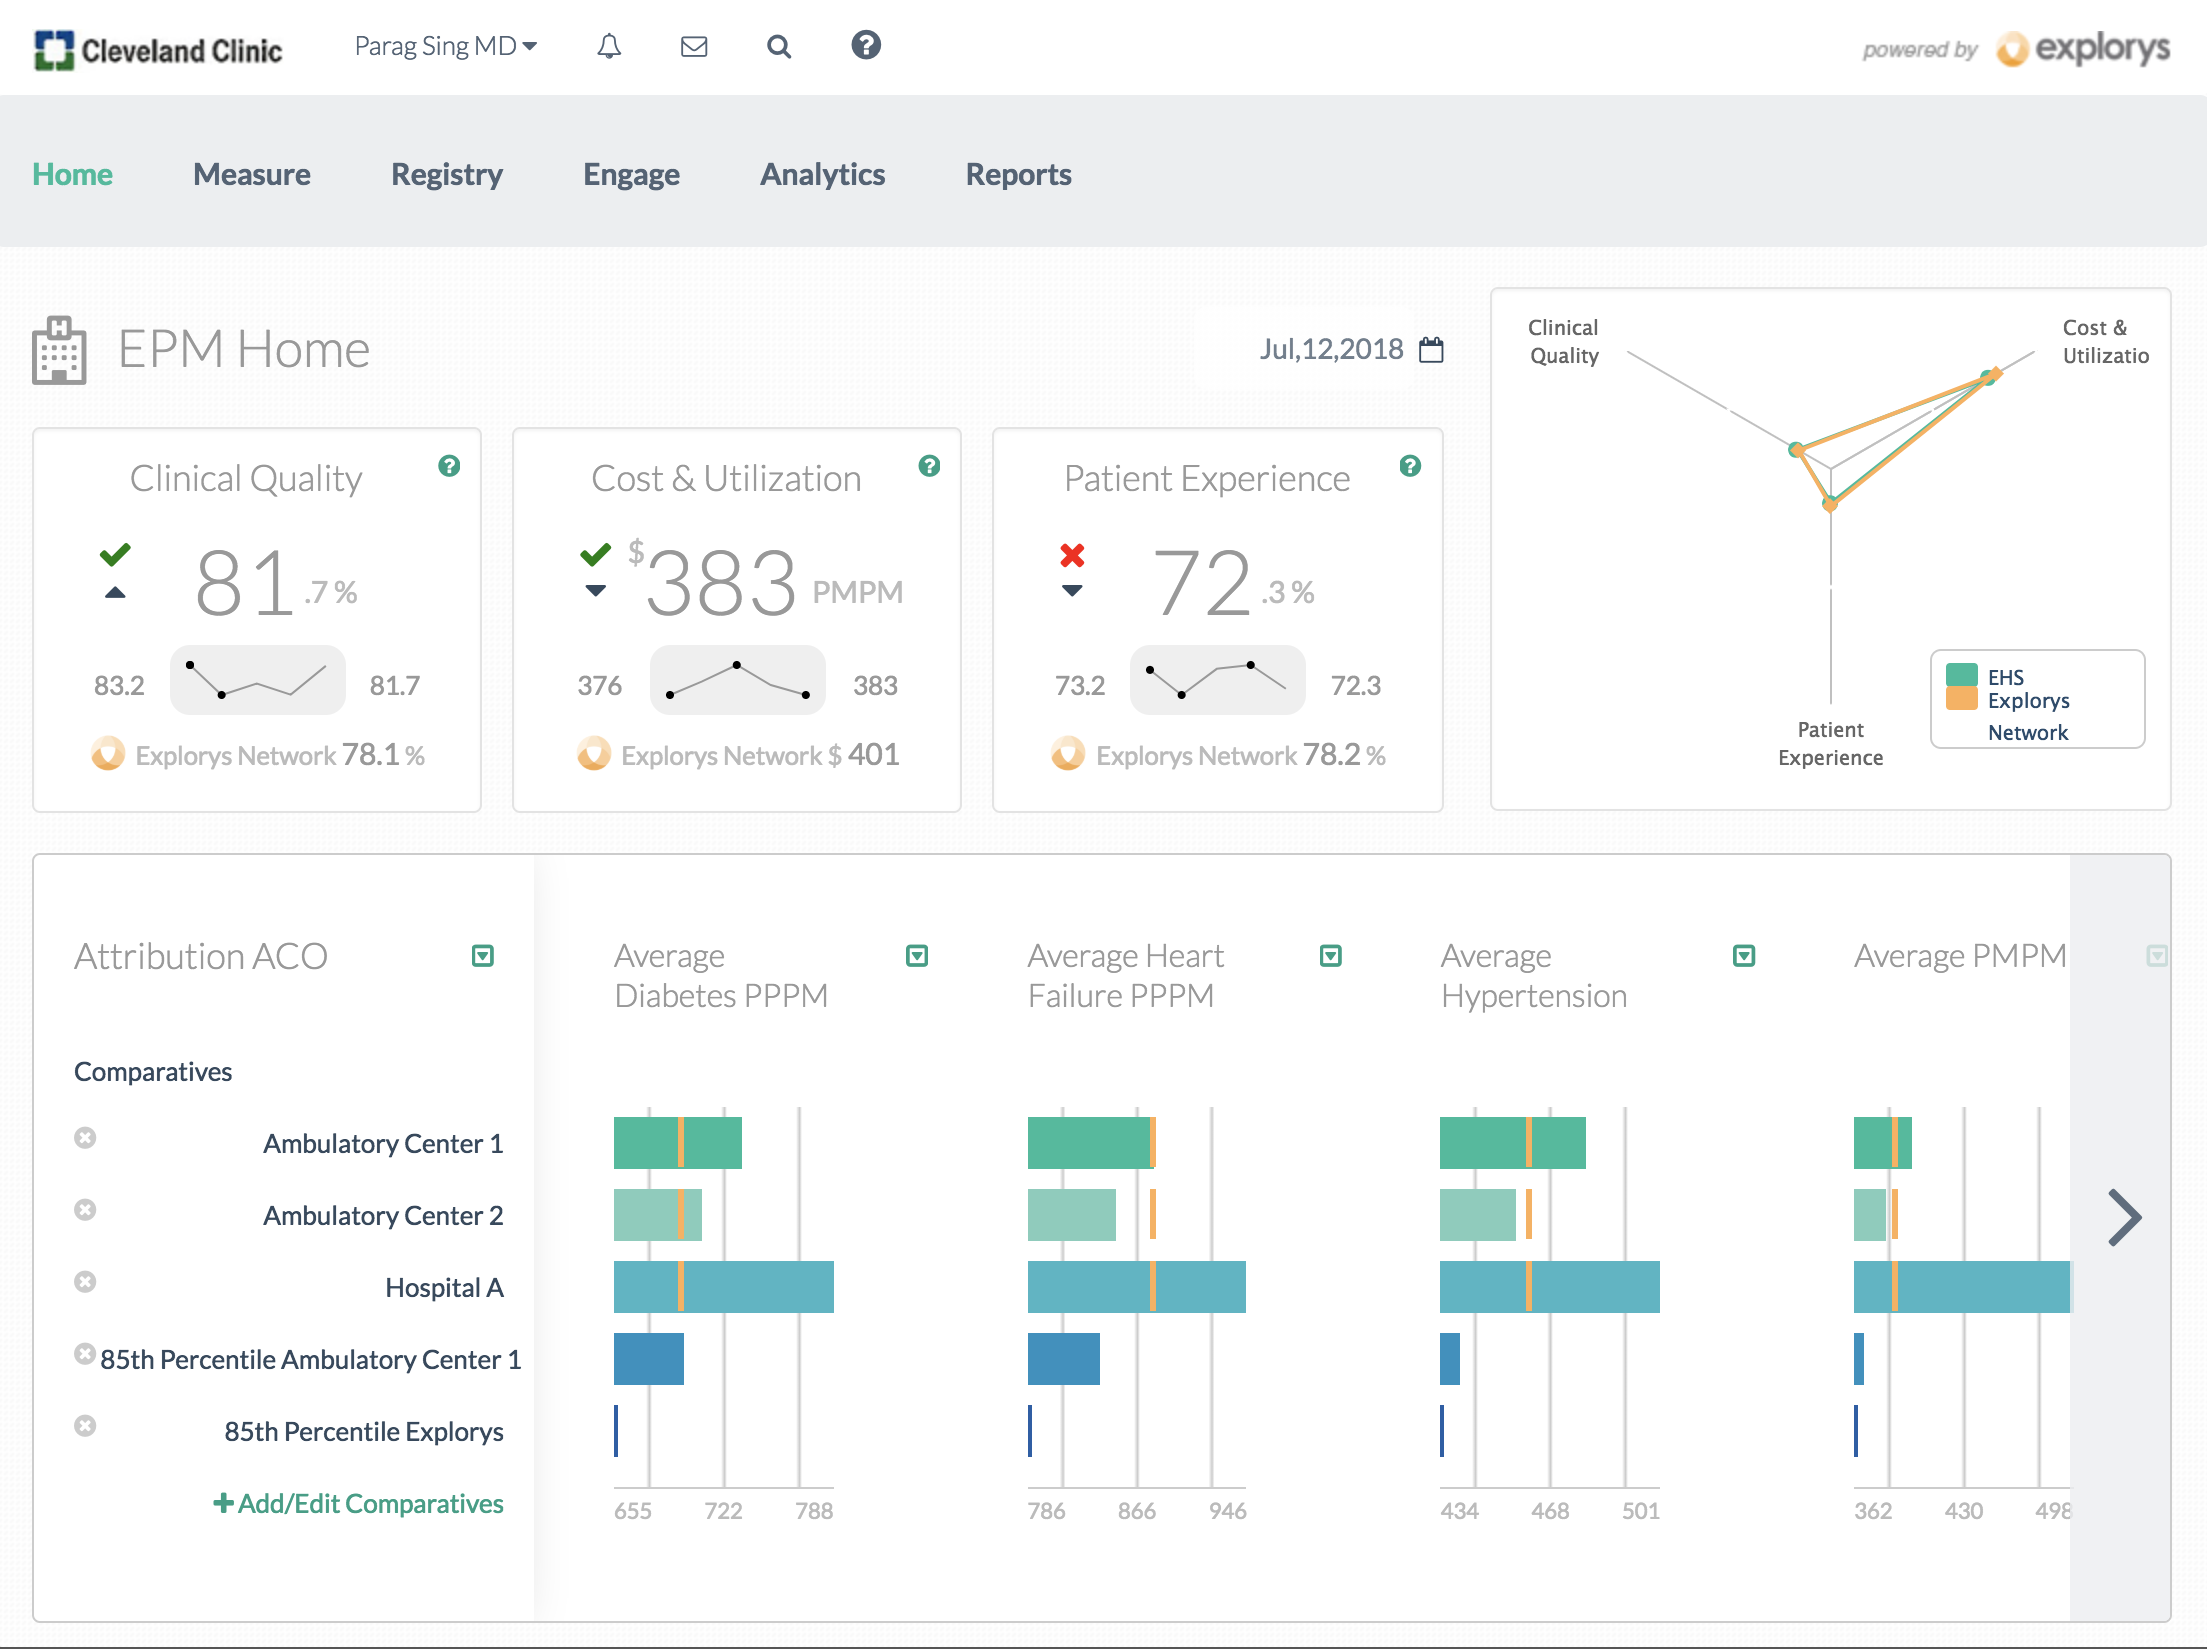 Cleveland Clinic
Parag Sing MD
powered by explorys
Home Measure Registry Engage Analytics Reports
EPM Home
Jul,12,2018
Clinical Quality
81.7 %
83.2 81.7
Explorys Network 78.1 %
Cost & Utilization
$383 PMPM
376 383
Explorys Network $ 401
Patient Experience
72.3 %
73.2 72.3
Explorys Network 78.2 %
Clinical
Quality
Cost &
Utilizatio
Patient
Experience
EHS
Explorys
Network
Attribution ACO
Comparatives
Ambulatory Center 1
Ambulatory Center 2
Hospital A
85th Percentile Ambulatory Center 1
85th Percentile Explorys
Add/Edit Comparatives
Average
Diabetes PPPM
655 722 788
Average Heart
Failure PPPM
786 866 946
Average
Hypertension
434 468 501
Average PMPM
362 430 498